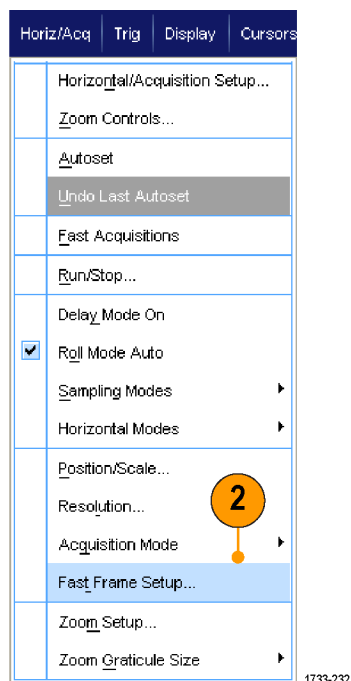 Horiz/Acq Trig Display Cursors
Horizontal/Acquisition Setup...
Zoom Controls...
Autoset
Undo Last Autoset
Fast Acquisitions
Run/Stop...
Delay Mode On
Roll Mode Auto
Sampling Modes
Horizontal Modes
Position/Scale...
Resolution...
2
Acquisition Mode
Fast Frame Setup...
Zoom Setup...
Zoom Graticule Size
1733-232